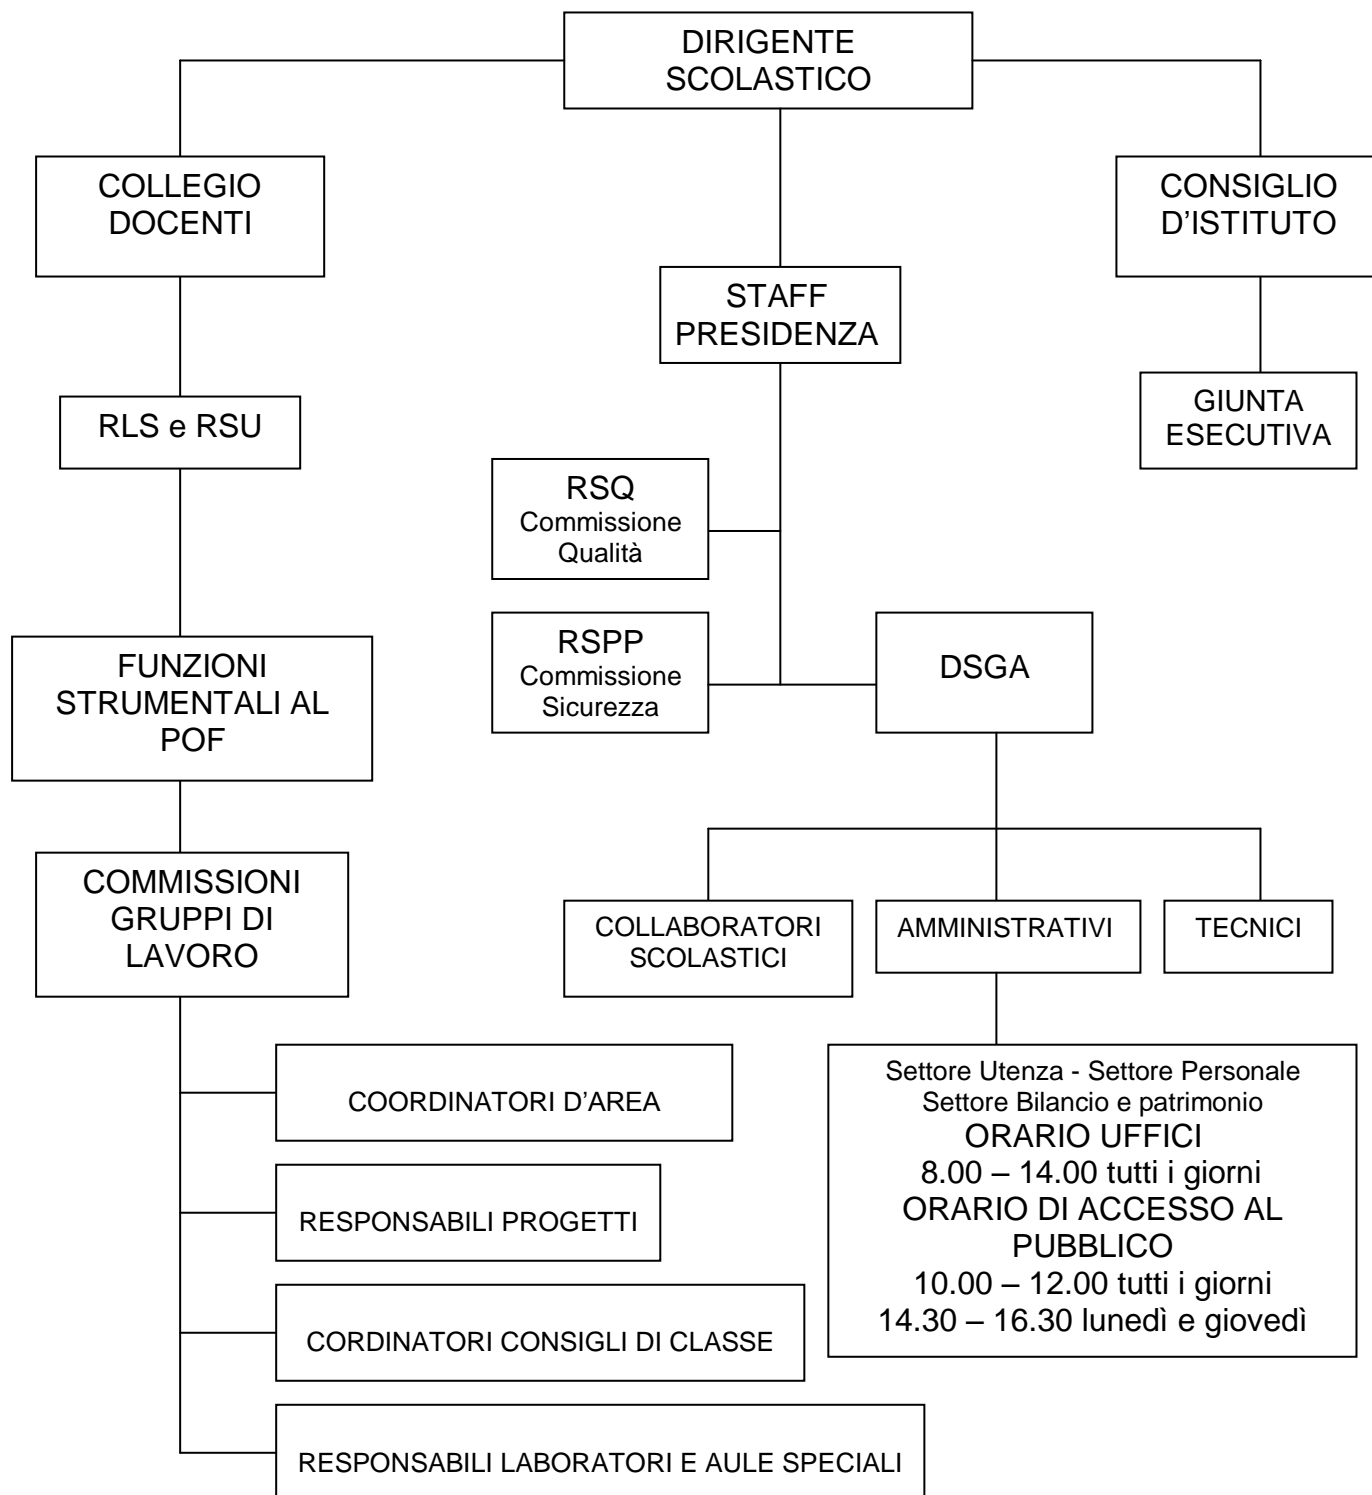 DIRIGENTE
SCOLASTICO
COLLEGIO
DOCENTI
CONSIGLIO
D’ISTITUTO
STAFF
PRESIDENZA
GIUNTA
ESECUTIVA
RLS e RSU
RSQ
Commissione
Qualità
RSPP
Commissione
Sicurezza
DSGA
FUNZIONI
STRUMENTALI AL
POF
COMMISSIONI
GRUPPI DI
LAVORO
COLLABORATORI
SCOLASTICI
AMMINISTRATIVI
TECNICI
COORDINATORI D’AREA
RESPONSABILI PROGETTI
CORDINATORI CONSIGLI DI CLASSE
RESPONSABILI LABORATORI E AULE SPECIALI
Settore Utenza - Settore Personale
Settore Bilancio e patrimonio
ORARIO UFFICI
8.00 – 14.00 tutti i giorni
ORARIO DI ACCESSO AL
PUBBLICO
10.00 – 12.00 tutti i giorni
14.30 – 16.30 lunedì e giovedì